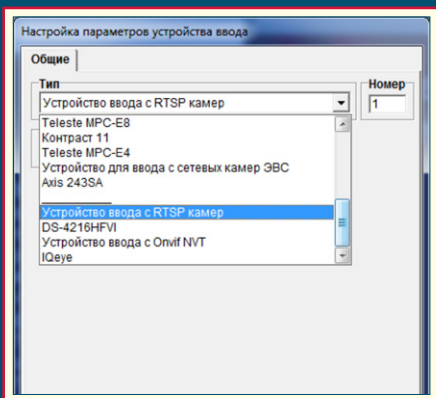 Настройка параметров устройства ввода
Общие
Тип
Номер
Устройство ввода с RTSP камер
1
Teleste MPC-E8
Контраст 11
Teleste MPC-E4
Устройство для ввода с сетевых камер ЭВС
Axis 243SA
___________
Устройство ввода с RTSP камер
DS-4216HFVI
Устройство ввода с Onvif NVT
IQeye